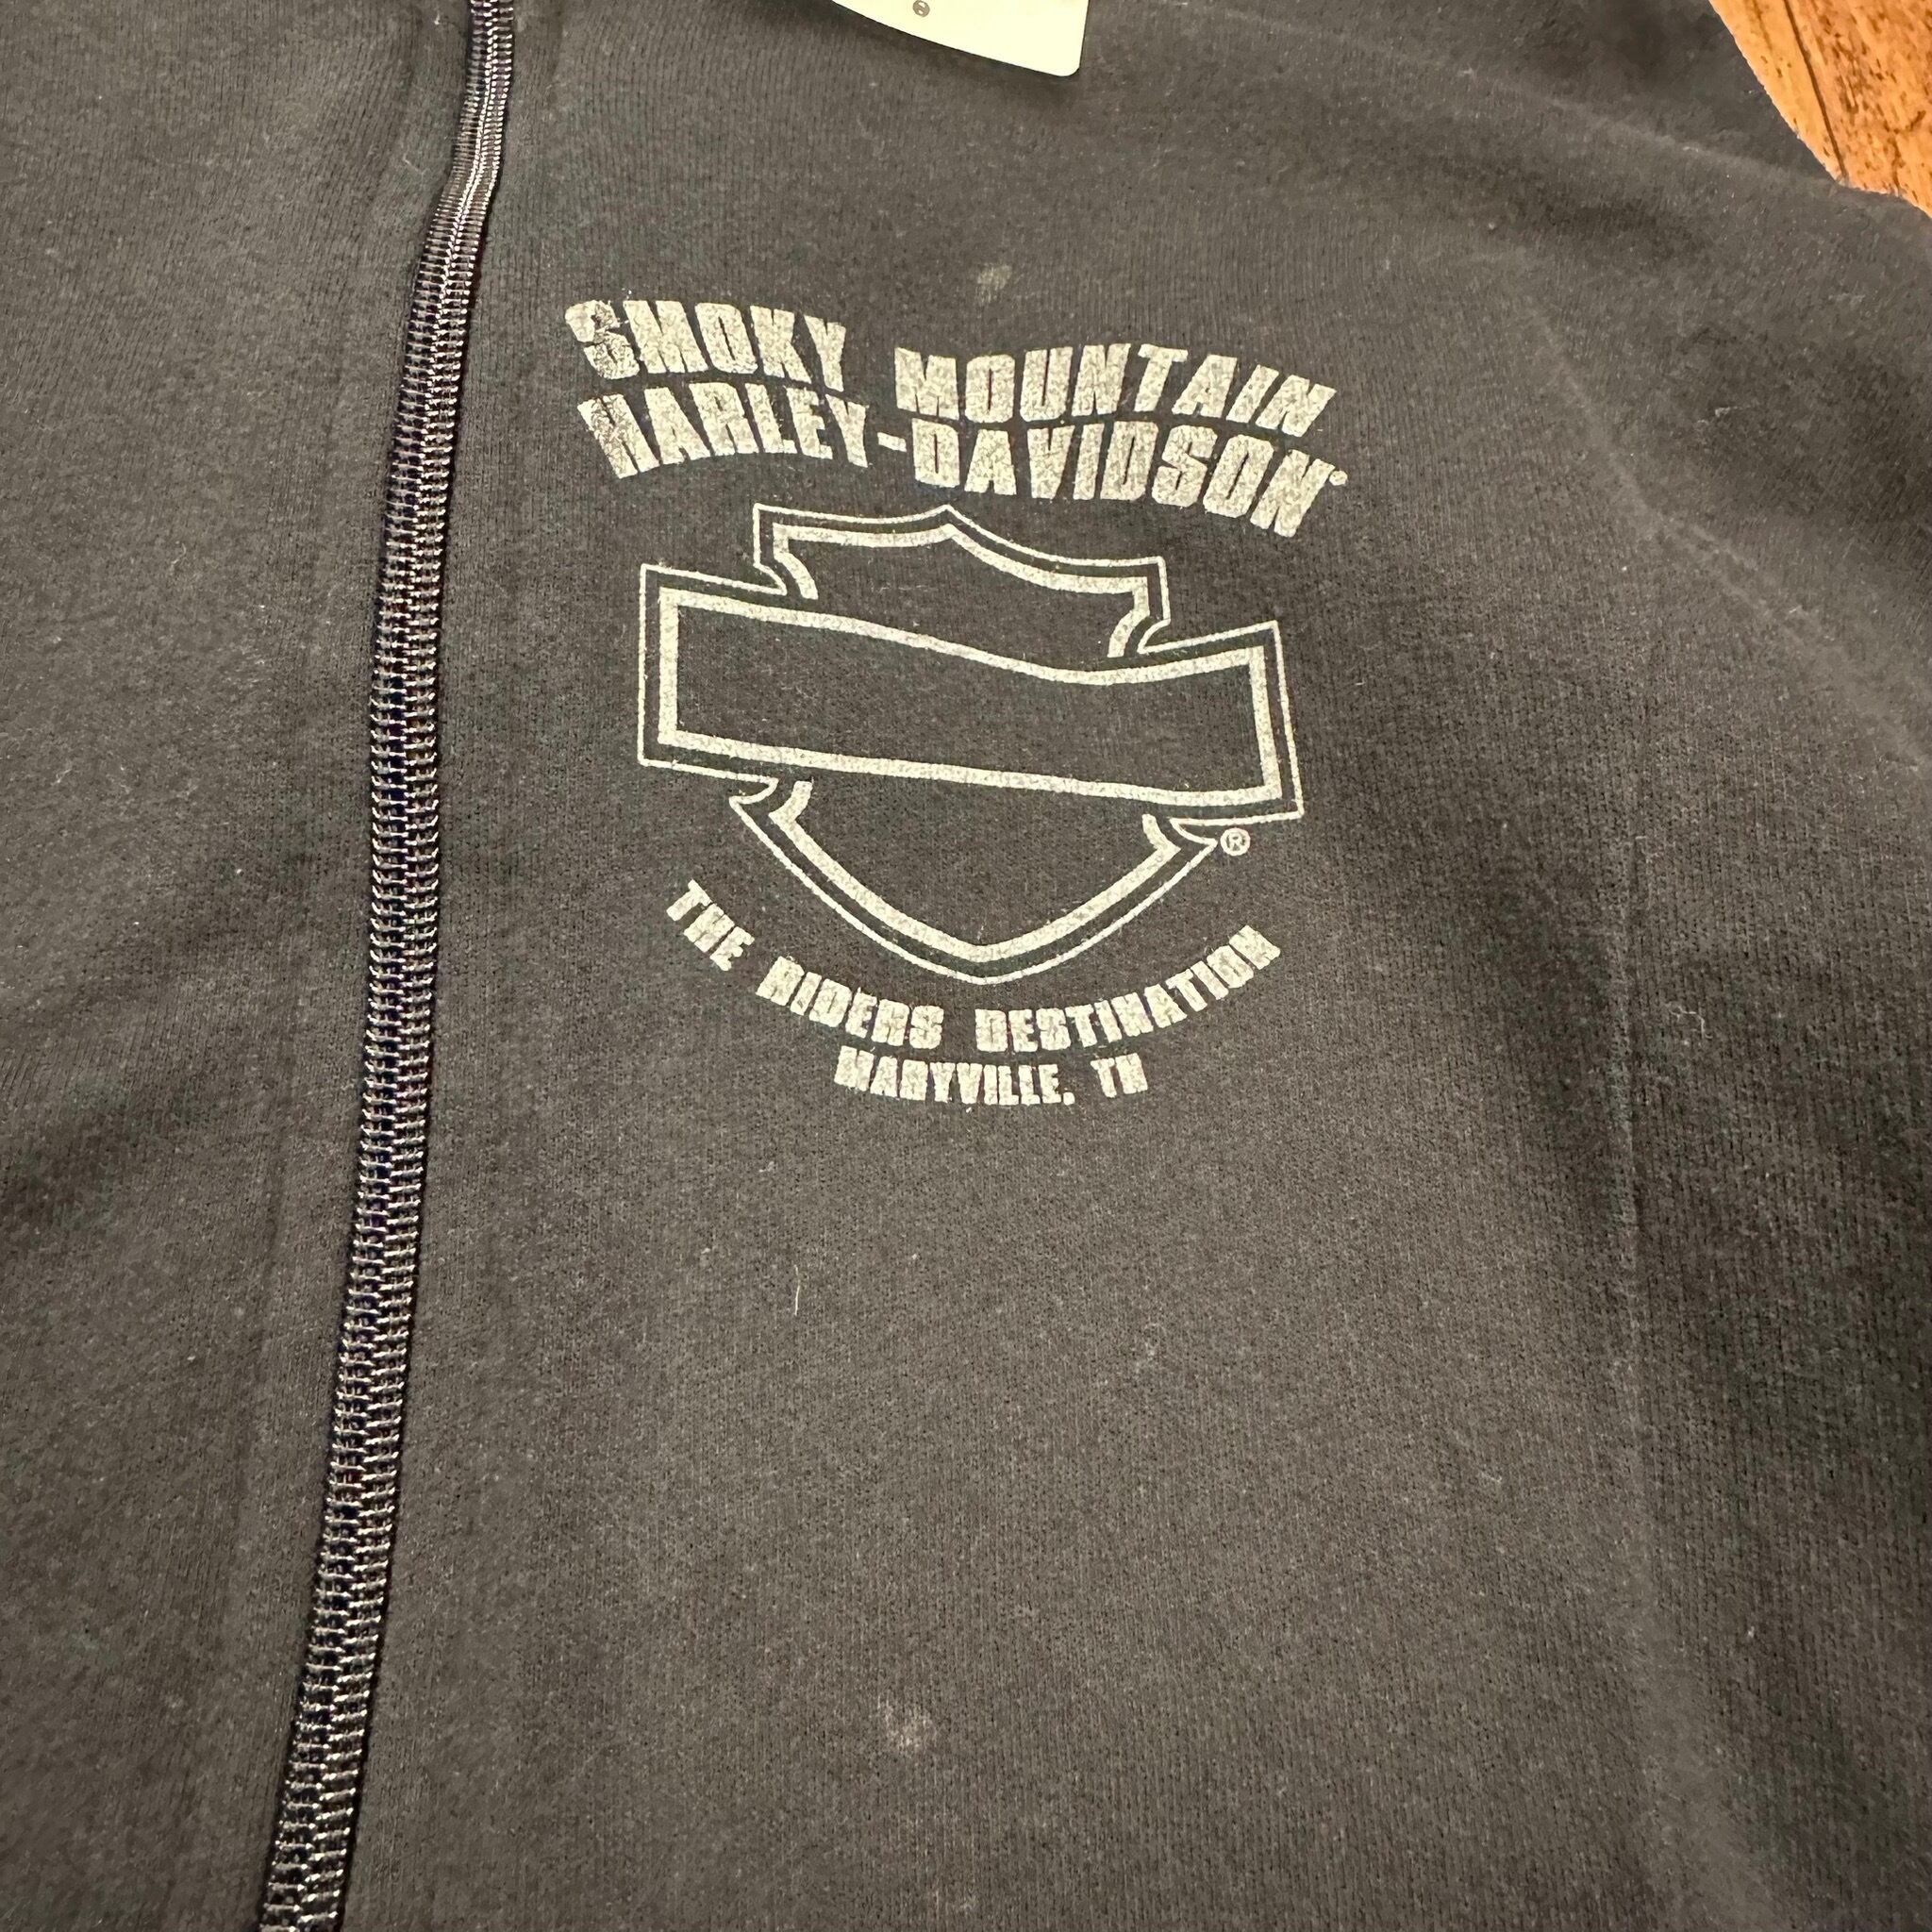 ®
SMOKY MOUNTAIN
HARLEY-DAVIDSON®
®
THE RIDERS DESTINATION
MARYVILLE, TN